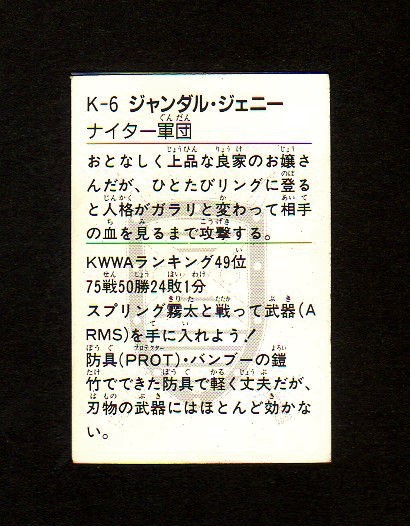 K-6 ジャンダル・ジェニー
ナイター軍団
おとなしく上品な良家のお嬢さ
んだが、ひとたびリングに登る
と人格がガラリと変わって相手
の血を見るまで攻撃する。
KWWAランキング49位
75戦50勝24敗1分
スプリング霧太と戦って武器(A
RMS)を手に入れよう!
防具(PROT)・バンブーの鎧
竹でできた防具で軽く丈夫だが、
刃物の武器にはほとんど効かな
い。